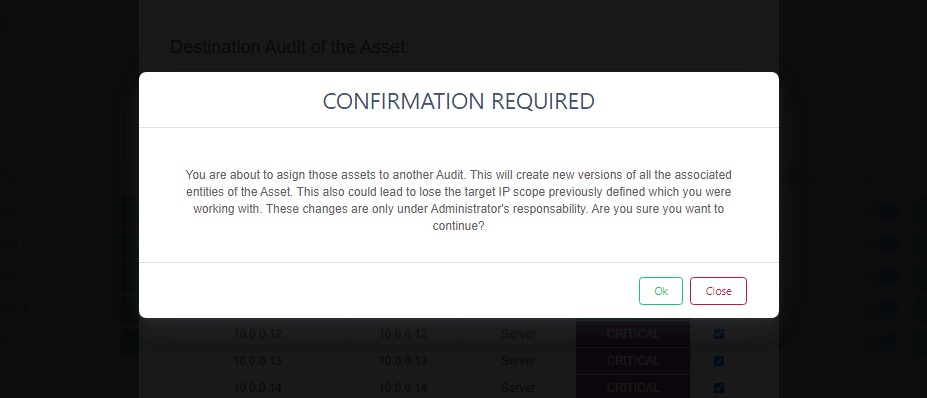 Destination Audit of the Asset:
CONFIRMATION REQUIRED
You are about to asign those assets to another Audit. This will create new versions of all the associated
entities of the Asset. This also could lead to lose the target IP scope previously defined which you were
working with. These changes are only under Administrator's responsability. Are you sure you want to
continue?
Ok Close
10.0.0.12 10.0.0.12 Server CRITICAL
10.0.0.13 10.0.0.13 Server CRITICAL
10.0.0.14 10.0.0.14 Server CRITICAL